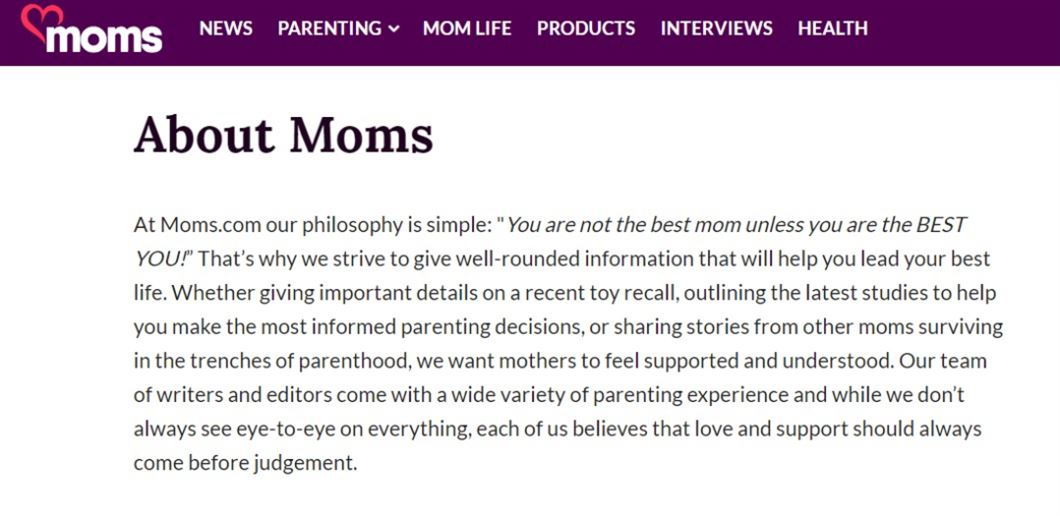 moms NEWS PARENTING MOM LIFE PRODUCTS INTERVIEWS HEALTH
About Moms
At Moms.com our philosophy is simple: "You are not the best mom unless you are the BEST
YOU!” That’s why we strive to give well-rounded information that will help you lead your best
life. Whether giving important details on a recent toy recall, outlining the latest studies to help
you make the most informed parenting decisions, or sharing stories from other moms surviving
in the trenches of parenthood, we want mothers to feel supported and understood. Our team
of writers and editors come with a wide variety of parenting experience and while we don’t
always see eye-to-eye on everything, each of us believes that love and support should always
come before judgement.